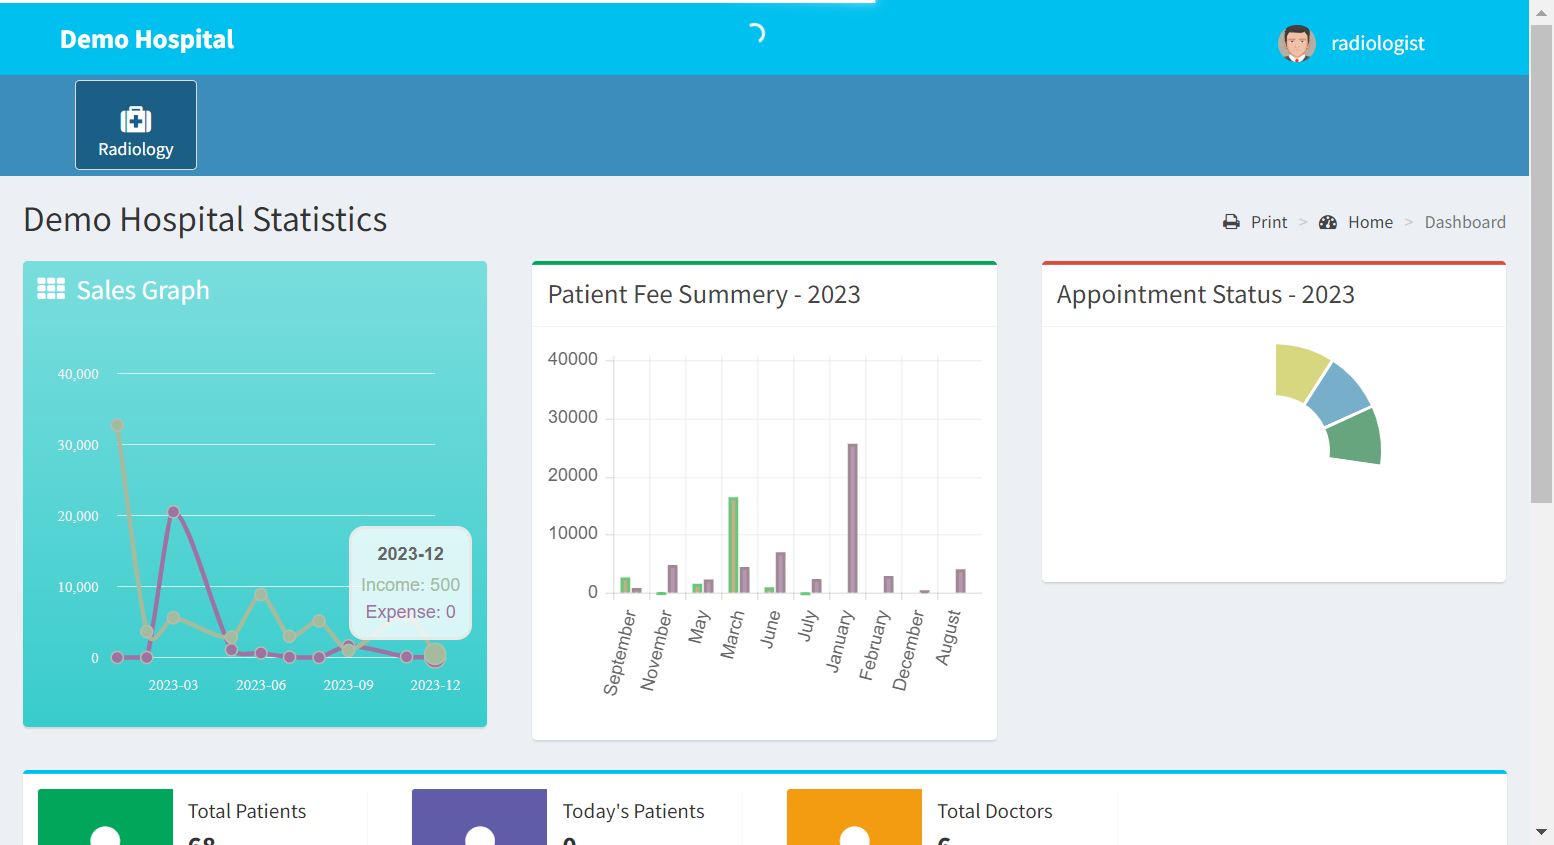 Demo Hospital
radiologist
Radiology
Demo Hospital Statistics
Print > Home > Dashboard
Sales Graph
40,000
30,000
20,000
10,000
0
2023-12
Income: 500
Expense: 0
2023-03 2023-06 2023-09 2023-12
Patient Fee Summery - 2023
40000
30000
20000
10000
0
September November May March June July January February December August
Appointment Status - 2023
Total Patients
68
Today's Patients
0
Total Doctors
6